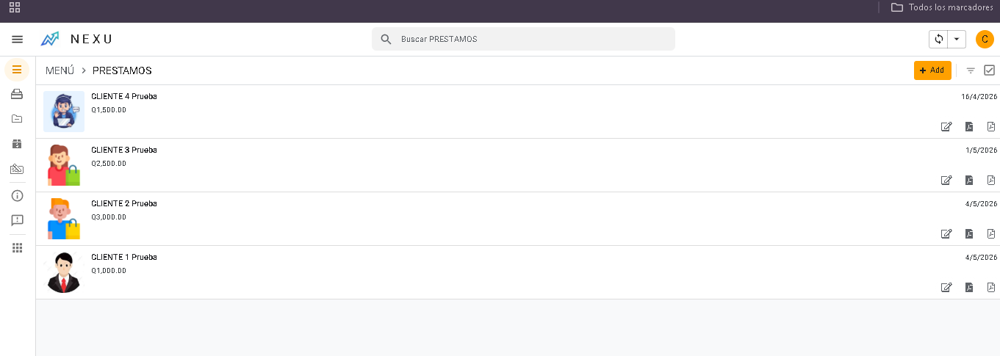 Todos los marcadores
NEXU
Buscar PRESTAMOS
C
MENÚ > PRESTAMOS
+ Add
CLIENTE 4 Prueba
16/4/2026
Q1,500.00
CLIENTE 3 Prueba
1/5/2026
Q2,500.00
CLIENTE 2 Prueba
4/5/2026
Q3,000.00
CLIENTE 1 Prueba
4/5/2026
Q1,000.00